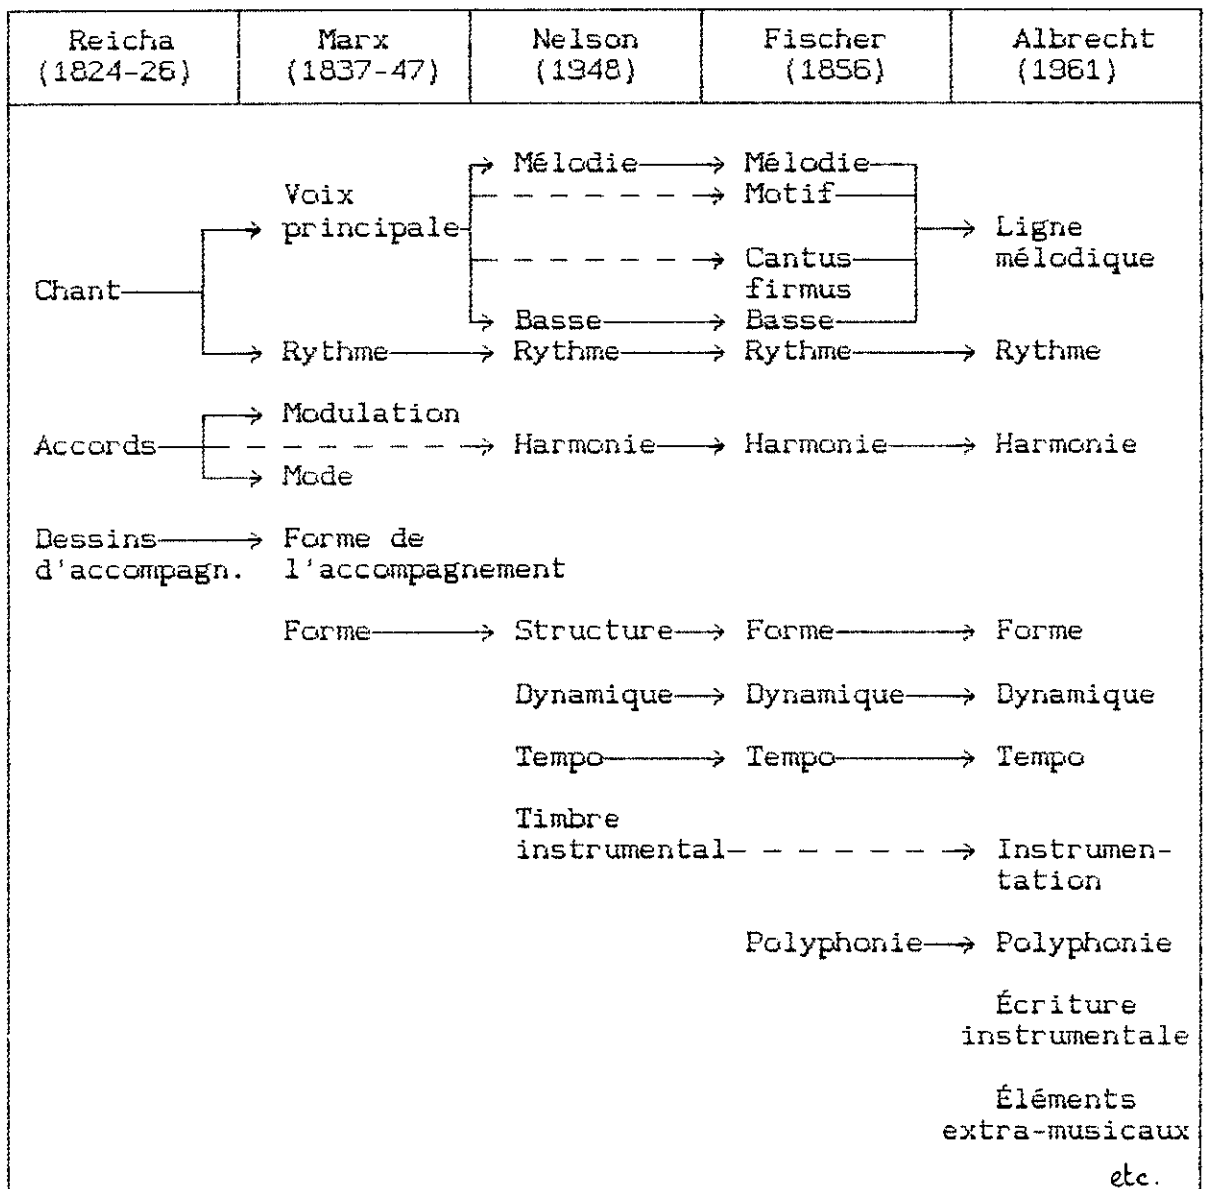 Reicha Marx Nelson Fischer Albrecht
(1824-26) (1837-47) (1948) (1856) (1961)
Mélodie Mélodie
Voix Motif
principale Ligne
Cantus mélodique
Chant firmus
Basse Basse
Rythme Rythme Rythme Rythme
Modulation
Accords Harmonie Harmonie Harmonie
Mode
Dessins Forme de
d'accompagn. l'accompagnement
Forme Structure Forme Forme
Dynamique Dynamique Dynamique
Tempo Tempo Tempo
Timbre
instrumental Instrumen-
tation
Polyphonie Polyphonie
Écriture
instrumentale
Éléments
extra-musicaux
etc.